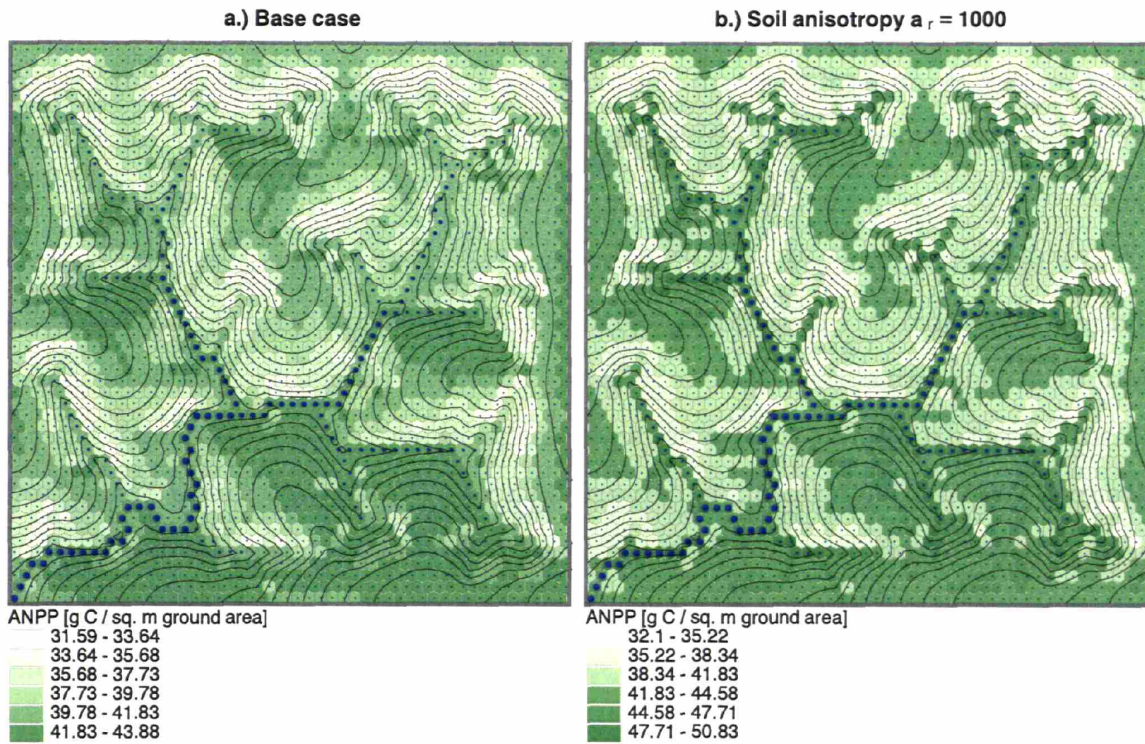 a.) Base case
b.) Soil anisotropy a r = 1000
ANPP [g C / sq. m ground area]
31.59 - 33.64
33.64 - 35.68
35.68 - 37.73
37.73 - 39.78
39.78 - 41.83
41.83 - 43.88
ANPP [g C / sq. m ground area]
32.1 - 35.22
35.22 - 38.34
38.34 - 41.83
41.83 - 44.58
44.58 - 47.71
47.71 - 50.83